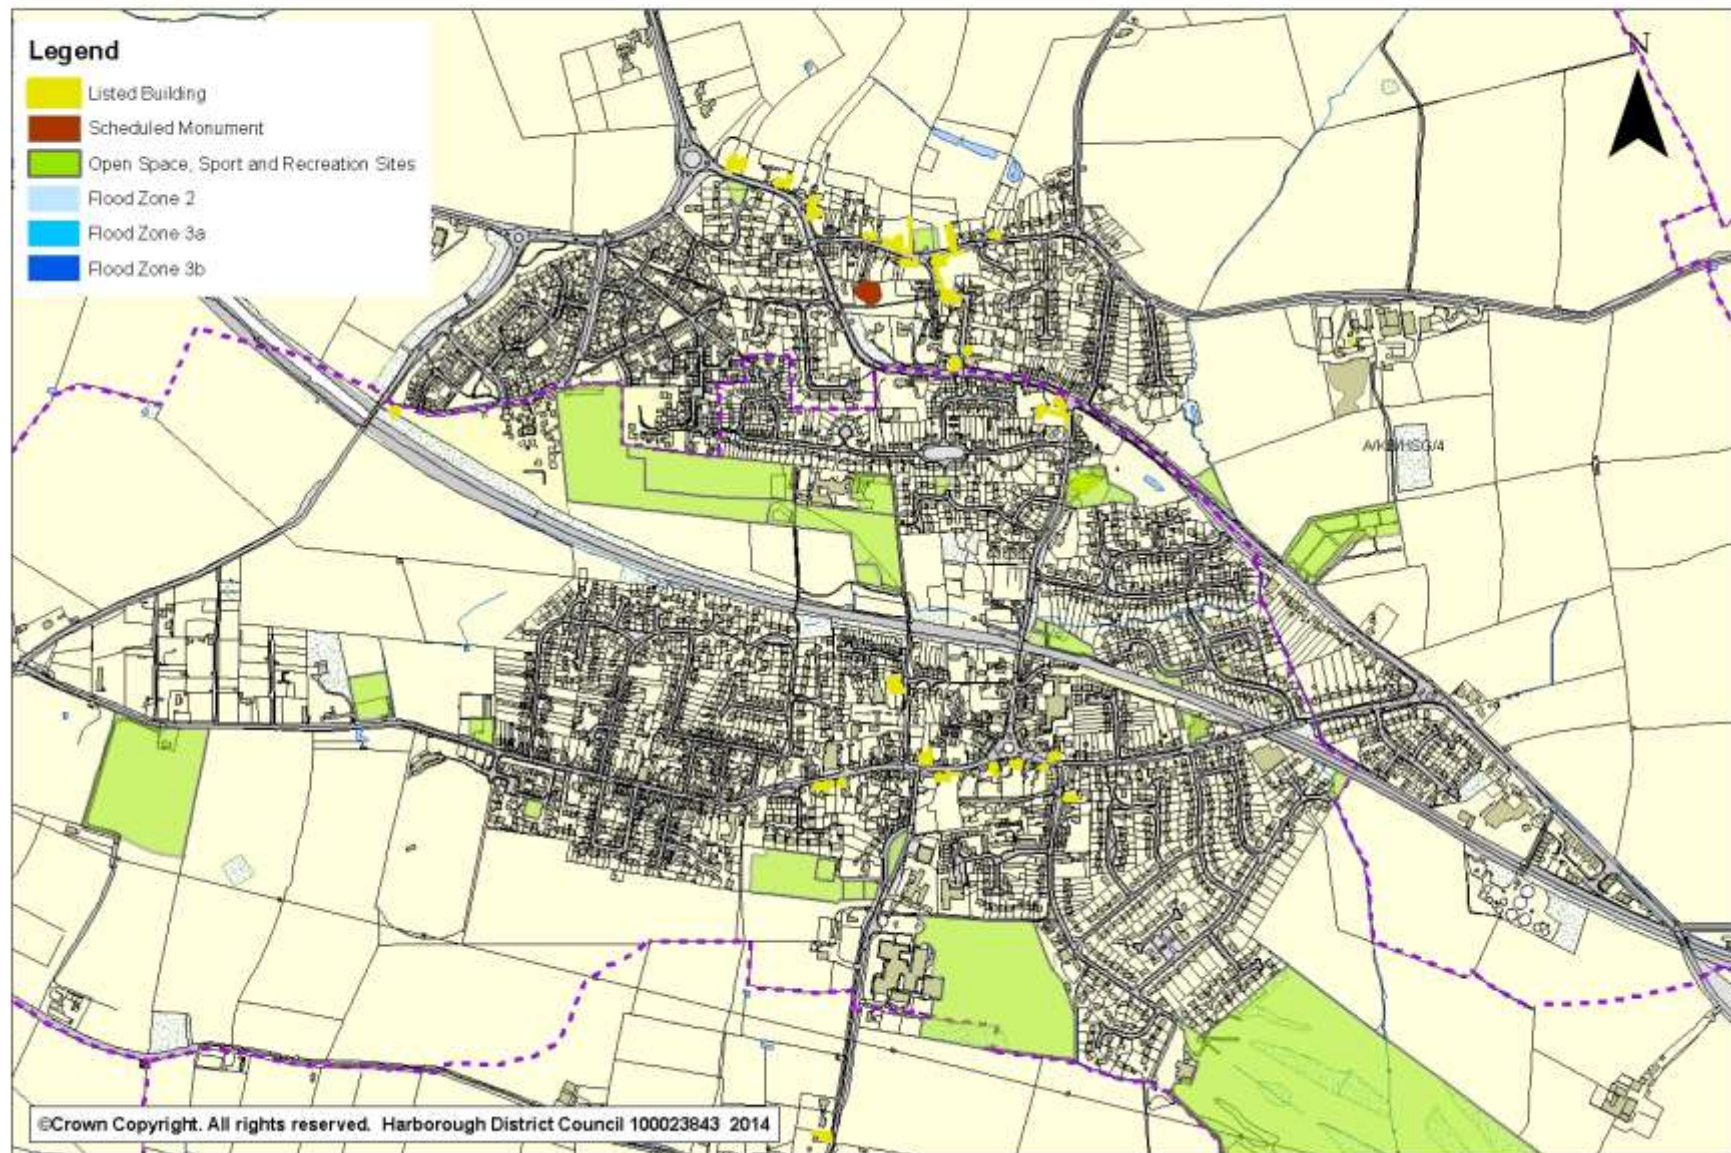 Legend
Listed Building
Scheduled Monument
Open Space, Sport and Recreation Sites
Flood Zone 2
Flood Zone 3a
Flood Zone 3b
N
©Crown Copyright. All rights reserved. Harborough District Council 100023843 2014